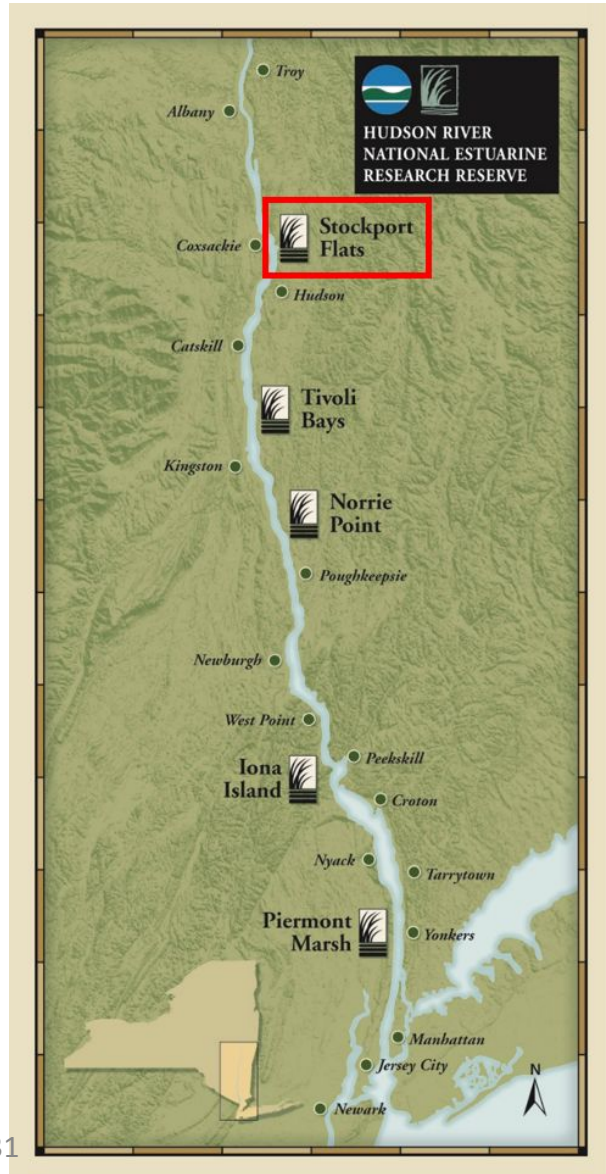 Troy
Albany
HUDSON RIVER
NATIONAL ESTUARINE
RESEARCH RESERVE
Stockport
Flats
Coxsackie
Hudson
Catskill
Tivoli
Bays
Kingston
Norrie
Point
Poughkeepsie
Newburgh
West Point
Peekskill
Iona
Island
Croton
Nyack
Tarrytown
Piermont
Marsh
Yonkers
Manhattan
Jersey City
N
Newark